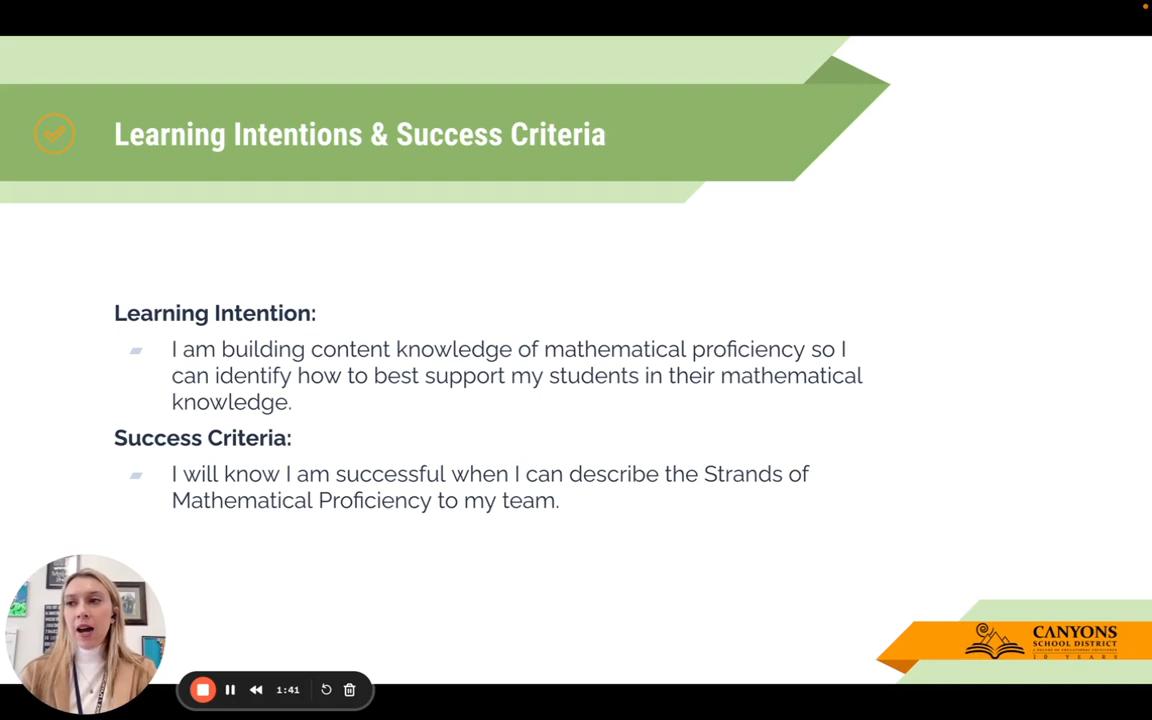 Learning Intentions & Success Criteria
Learning Intention:
I am building content knowledge of mathematical proficiency so I
can identify how to best support my students in their mathematical
knowledge.
Success Criteria:
I will know I am successful when I can describe the Strands of
Mathematical Proficiency to my team.
CANYONS
SCHOOL DISTRICT
10 YEARS
1:41